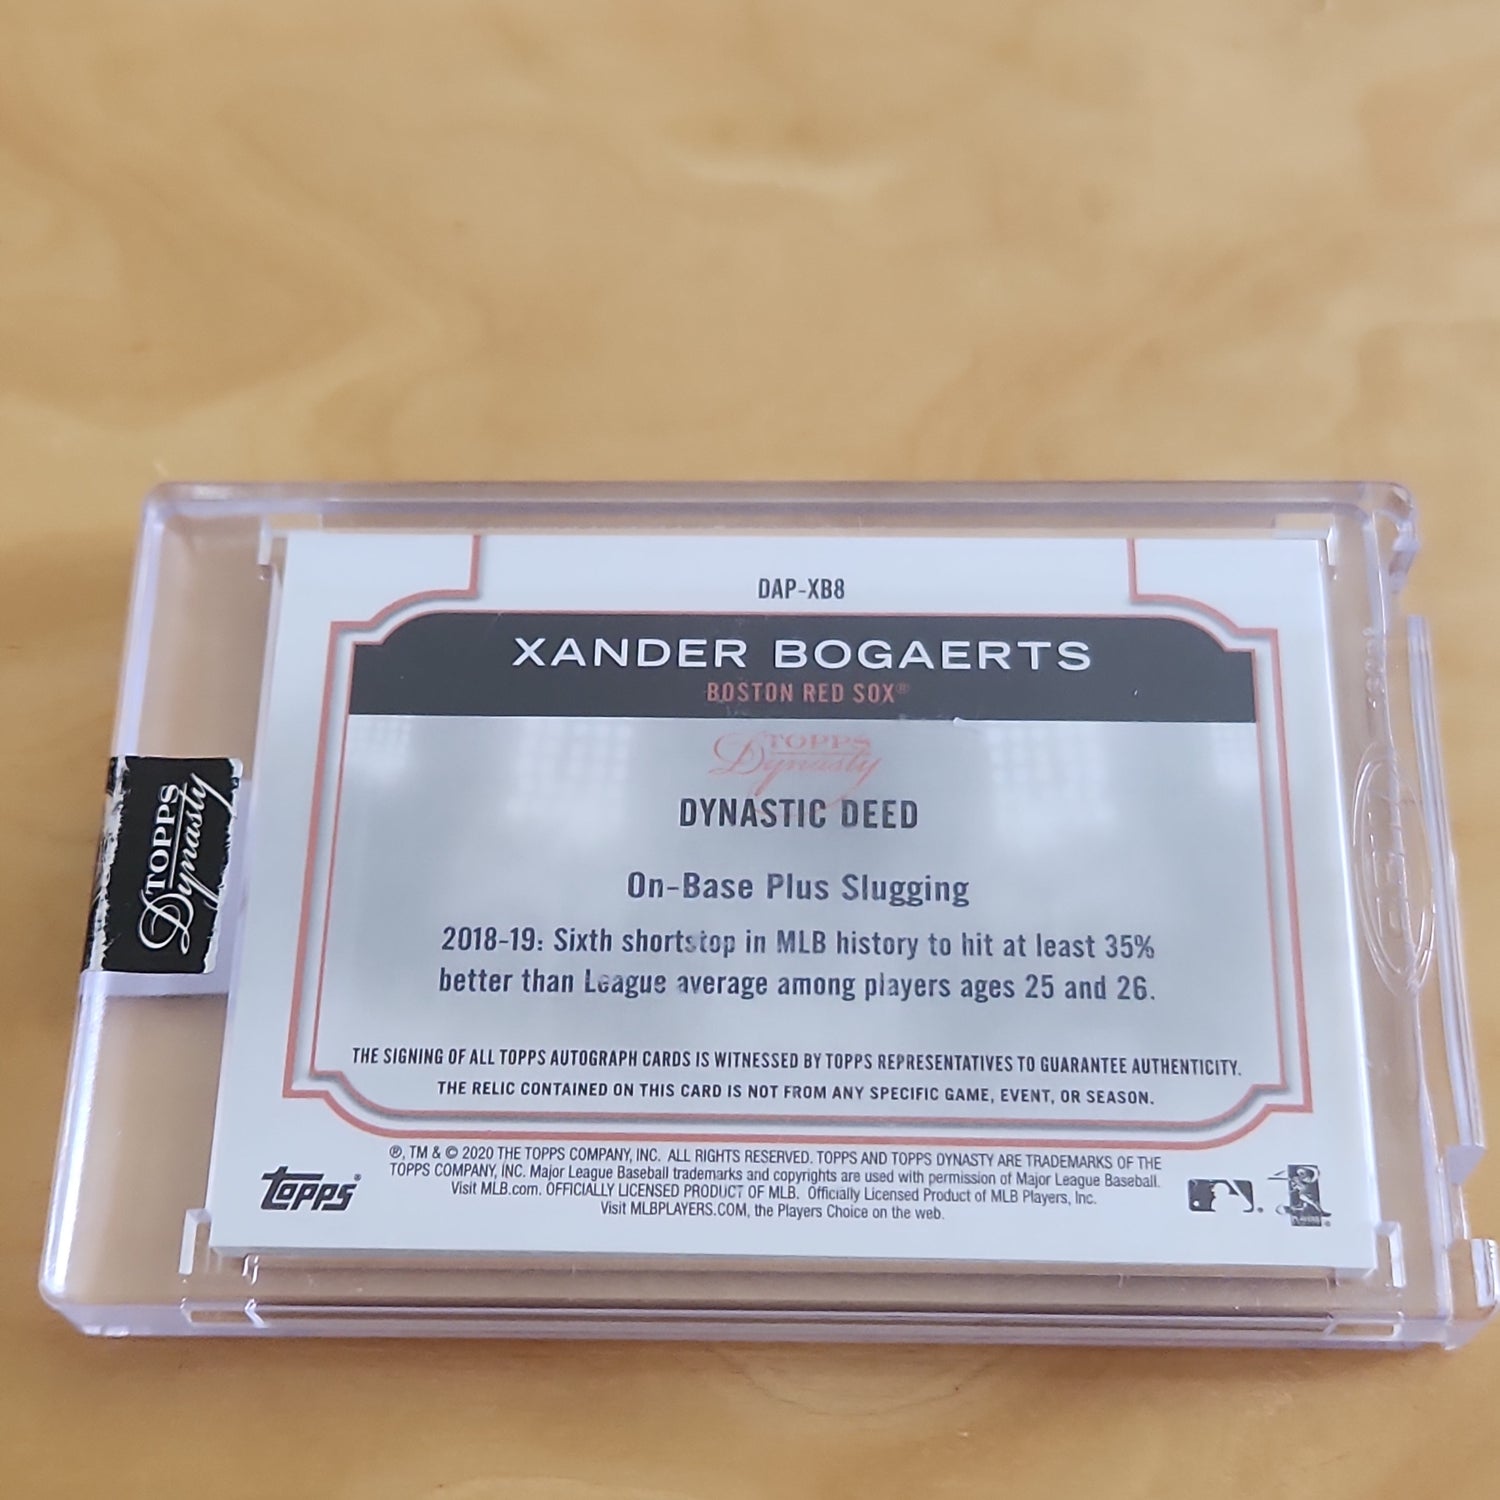 DAP-XB8
XANDER BOGAERTS
BOSTON RED SOX®
TOPPS
Dynasty
DYNASTIC DEED
On-Base Plus Slugging
2018-19: Sixth shortstop in MLB history to hit at least 35%
better than League average among players ages 25 and 26.
THE SIGNING OF ALL TOPPS AUTOGRAPH CARDS IS WITNESSED BY TOPPS REPRESENTATIVES TO GUARANTEE AUTHENTICITY.
THE RELIC CONTAINED ON THIS CARD IS NOT FROM ANY SPECIFIC GAME, EVENT, OR SEASON.
®, TM & © 2020 THE TOPPS COMPANY, INC. ALL RIGHTS RESERVED. TOPPS AND TOPPS DYNASTY ARE TRADEMARKS OF THE
TOPPS COMPANY, INC. Major League Baseball trademarks and copyrights are used with permission of Major League Baseball.
Visit MLB.com. OFFICIALLY LICENSED PRODUCT OF MLB. Officially Licensed Product of MLB Players, Inc.
Visit MLBPLAYERS.COM, the Players Choice on the web.
topps®
TOPPS
Dynasty